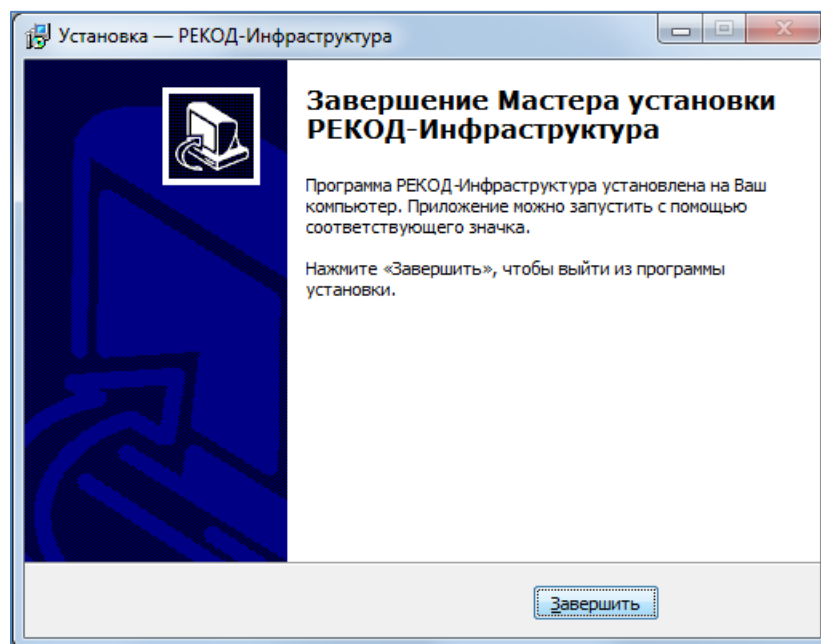 Установка — РЕКОД-Инфраструктура
Завершение Мастера установки
РЕКОД-Инфраструктура
Программа РЕКОД-Инфраструктура установлена на Ваш
компьютер. Приложение можно запустить с помощью
соответствующего значка.
Нажмите «Завершить», чтобы выйти из программы
установки.
Завершить